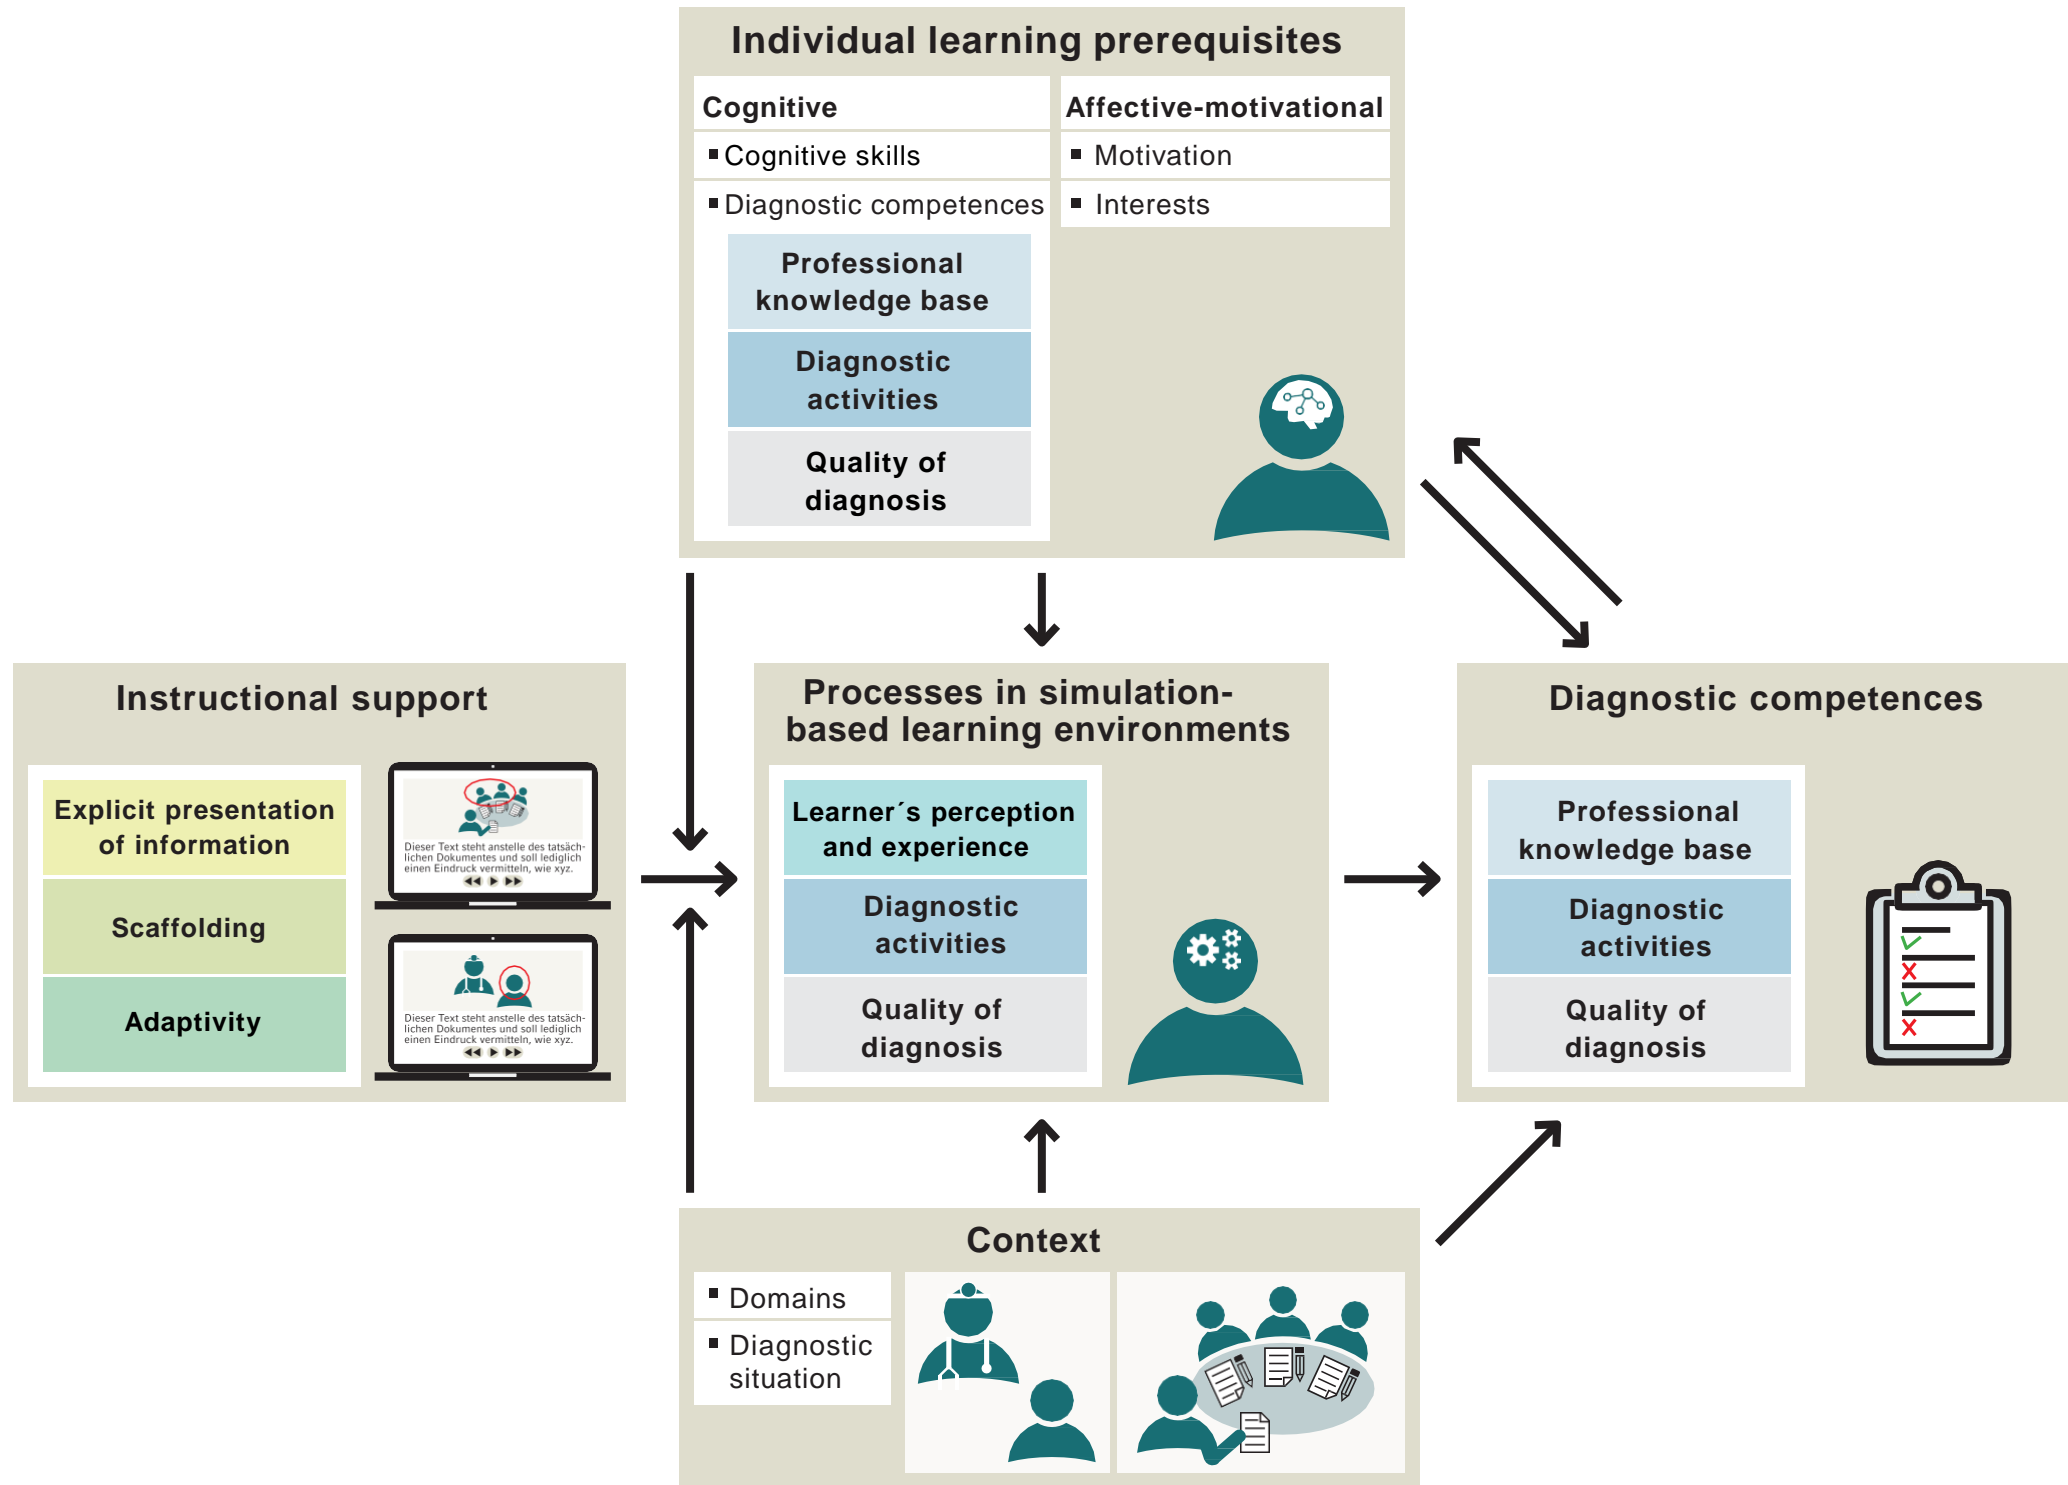 Individual learning prerequisites
Cognitive
Cognitive skills
Diagnostic competences
Professional
knowledge base
Diagnostic
activities
Quality of
diagnosis
Affective-motivational
Motivation
Interests
Instructional support
Explicit presentation
of information
Scaffolding
Adaptivity
Dieser Text steht anstelle des tatsäch-
lichen Dokumentes und soll lediglich
einen Eindruck vermitteln, wie xyz.
Dieser Text steht anstelle des tatsäch-
lichen Dokumentes und soll lediglich
einen Eindruck vermitteln, wie xyz.
Processes in simulation-
based learning environments
Learner´s perception
and experience
Diagnostic
activities
Quality of
diagnosis
Diagnostic competences
Professional
knowledge base
Diagnostic
activities
Quality of
diagnosis
Context
Domains
Diagnostic
situation